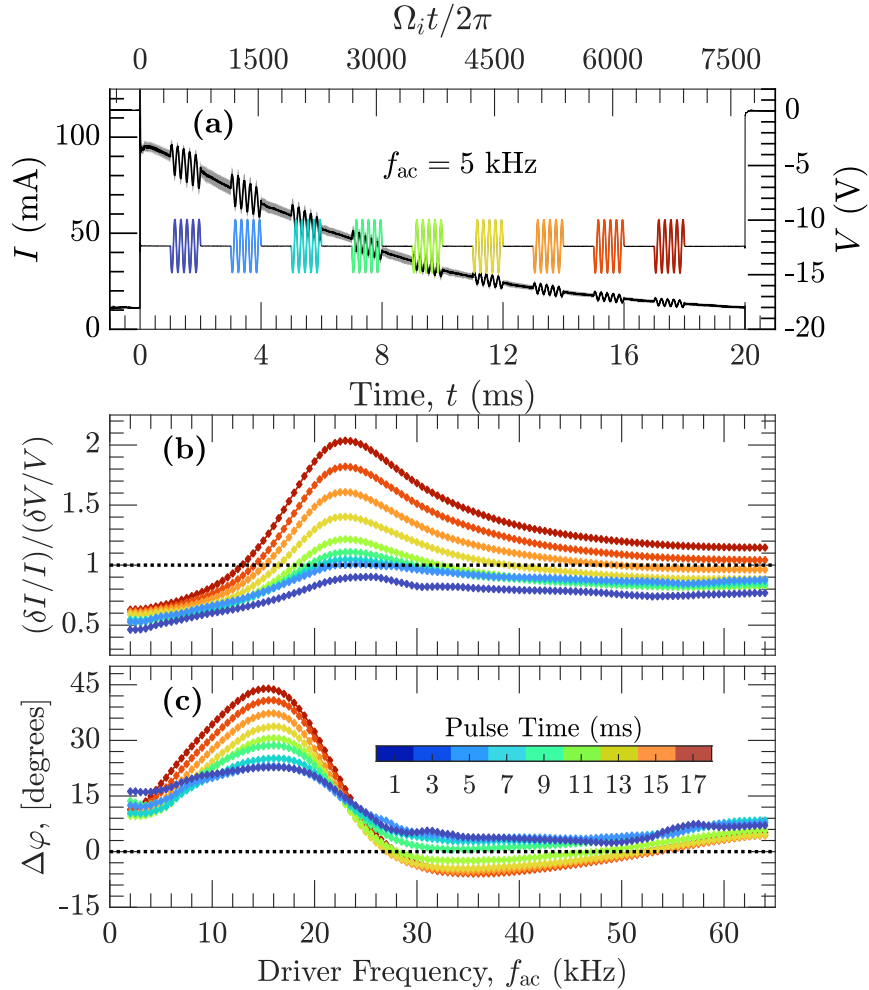 Ω_i t/2π
0 1500 3000 4500 6000 7500
(a)
f_ac = 5 kHz
I (mA)
100
50
0
V (V)
0
-5
-10
-15
-20
0 4 8 12 16 20
Time, t (ms)
(b)
(δI/I)/(δV/V)
2
1.5
1
0.5
(c)
Δφ, [degrees]
45
30
15
0
-15
Pulse Time (ms)
1 3 5 7 9 11 13 15 17
0 10 20 30 40 50 60
Driver Frequency, f_ac (kHz)